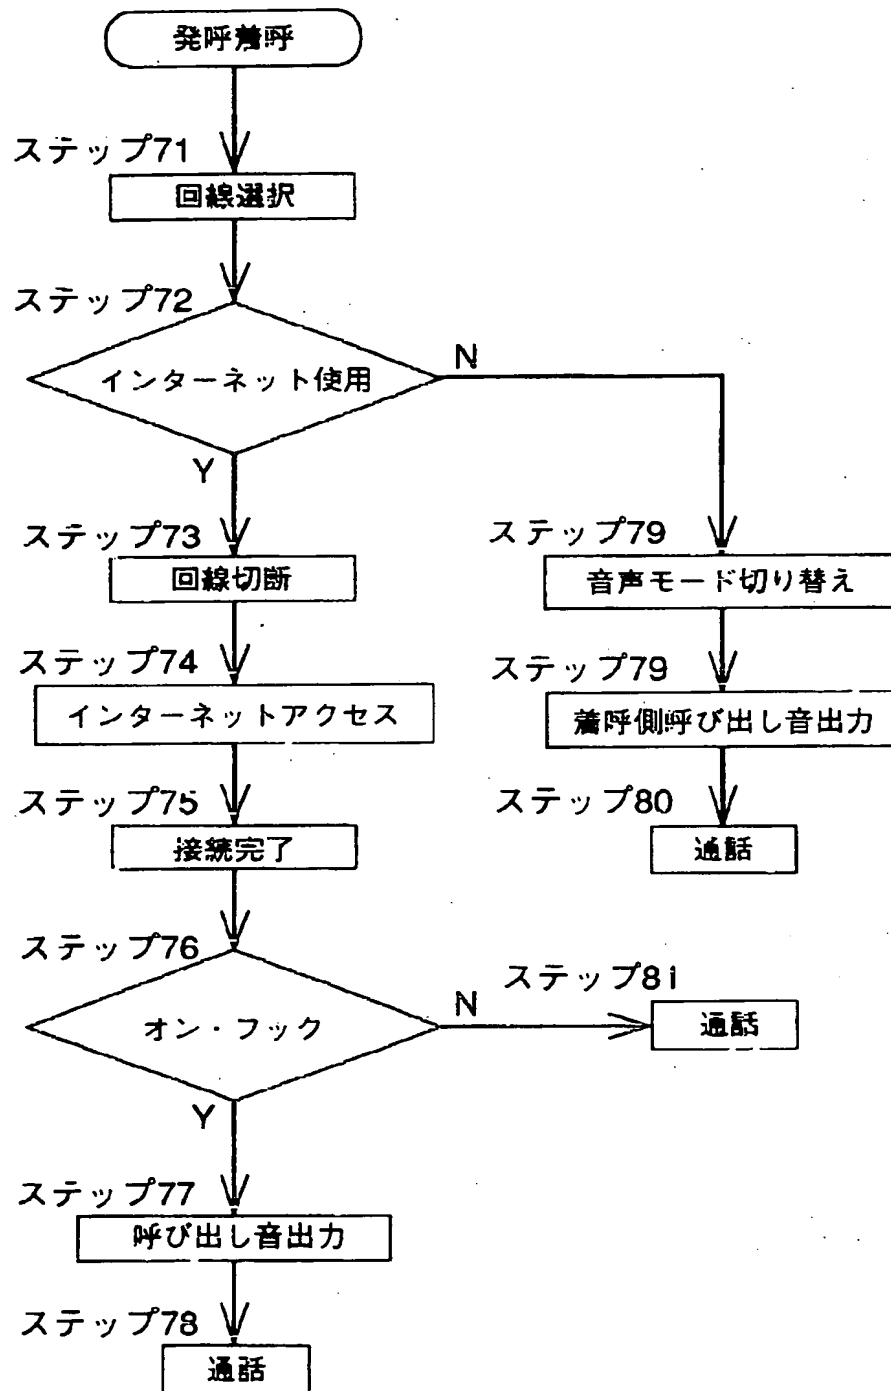 発呼着呼
ステップ71
回線選択
ステップ72
インターネット使用
N
Y
ステップ73
回線切断
ステップ79
音声モード切り替え
ステップ74
インターネットアクセス
ステップ79
着呼側呼び出し音出力
ステップ75
接続完了
ステップ80
通話
ステップ76
オン・フック
N
ステップ81
通話
Y
ステップ77
呼び出し音出力
ステップ78
通話